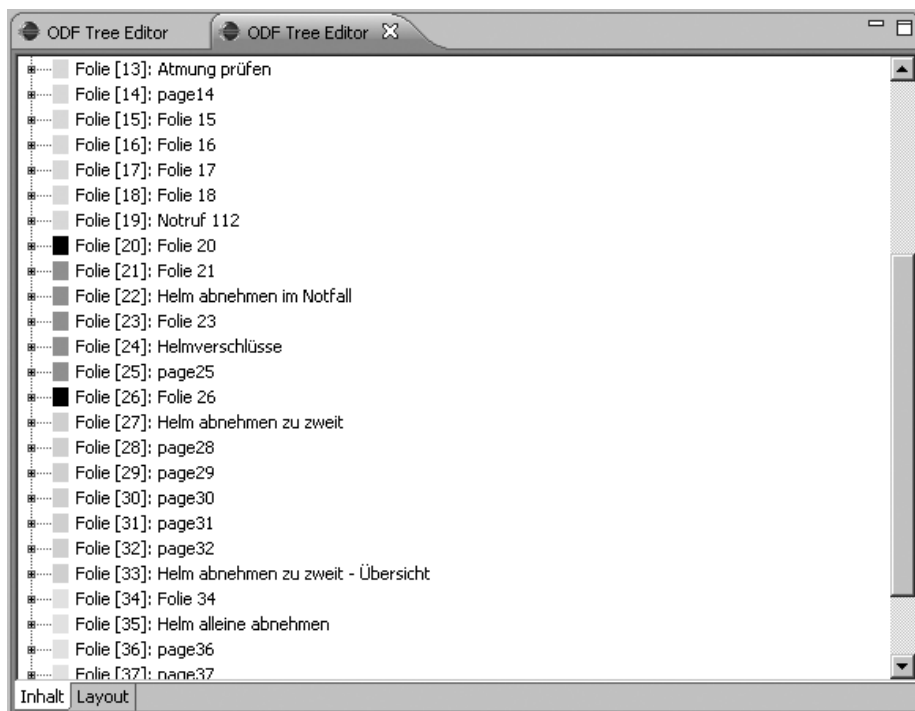 ODF Tree Editor ODF Tree Editor
Folie [13]: Atmung prüfen
Folie [14]: page14
Folie [15]: Folie 15
Folie [16]: Folie 16
Folie [17]: Folie 17
Folie [18]: Folie 18
Folie [19]: Notruf 112
Folie [20]: Folie 20
Folie [21]: Folie 21
Folie [22]: Helm abnehmen im Notfall
Folie [23]: Folie 23
Folie [24]: Helmverschlüsse
Folie [25]: page25
Folie [26]: Folie 26
Folie [27]: Helm abnehmen zu zweit
Folie [28]: page28
Folie [29]: page29
Folie [30]: page30
Folie [31]: page31
Folie [32]: page32
Folie [33]: Helm abnehmen zu zweit - Übersicht
Folie [34]: Folie 34
Folie [35]: Helm alleine abnehmen
Folie [36]: page36
Folie [37]: page37
Inhalt Layout